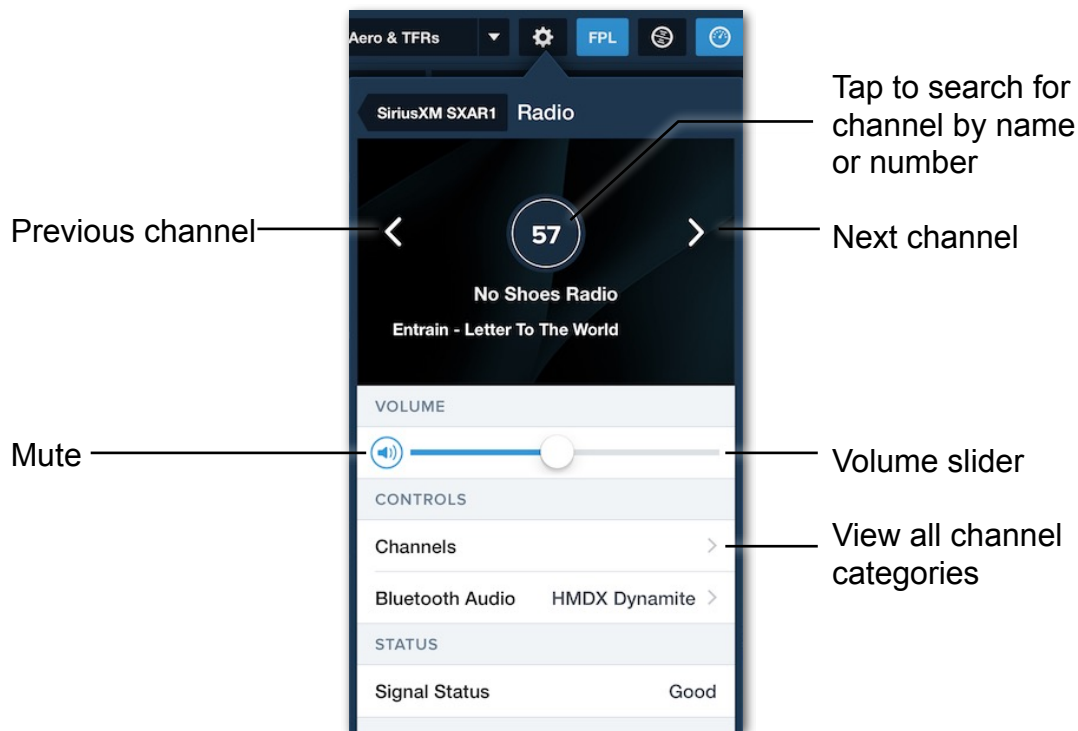 Aero & TFRs
FPL
SiriusXM SXAR1
Radio
Tap to search for
channel by name
or number
Previous channel
57
Next channel
No Shoes Radio
Entrain - Letter To The World
VOLUME
Mute
Volume slider
CONTROLS
Channels
View all channel
categories
Bluetooth Audio
HMDX Dynamite
STATUS
Signal Status
Good